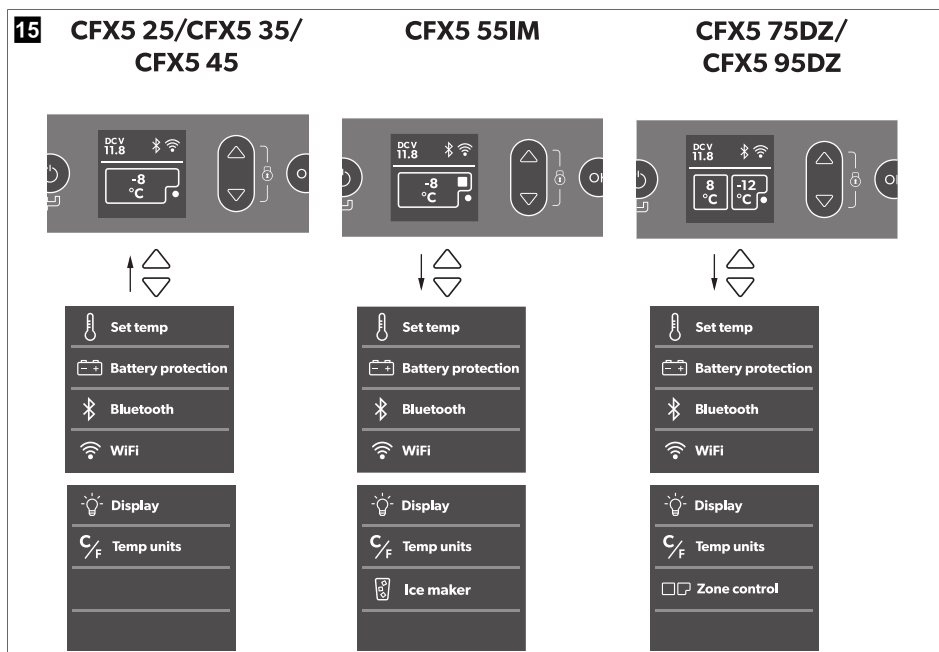 15
CFX5 25/CFX5 35/
CFX5 45
DC V
11.8
-8
°C
O
Set temp
Battery protection
Bluetooth
WiFi
Display
C/F Temp units
CFX5 55IM
DC V
11.8
-8
°C
OK
Set temp
Battery protection
Bluetooth
WiFi
Display
C/F Temp units
Ice maker
CFX5 75DZ/
CFX5 95DZ
DC V
11.8
8 -12
°C °C
OK
Set temp
Battery protection
Bluetooth
WiFi
Display
C/F Temp units
Zone control